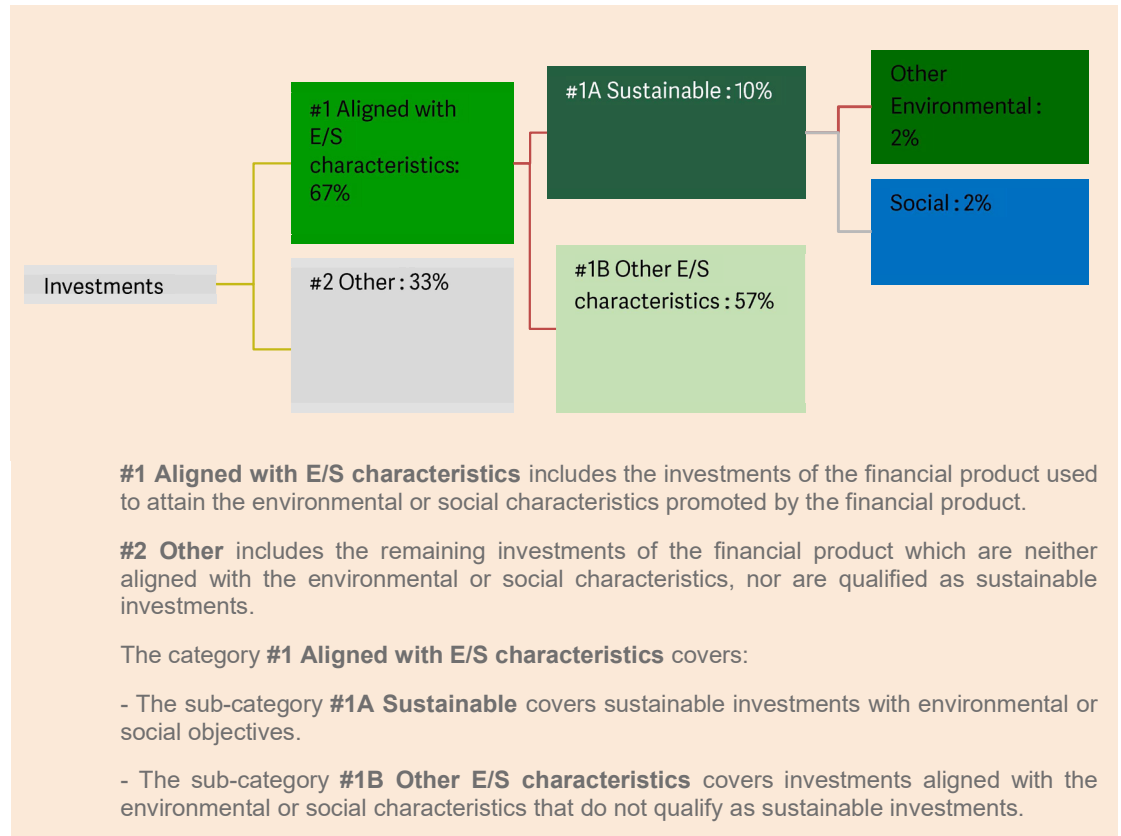 Investments
#1 Aligned with
E/S
characteristics:
67%
#2 Other : 33%
#1A Sustainable : 10%
#1B Other E/S
characteristics : 57%
Other
Environmental :
2%
Social : 2%
#1 Aligned with E/S characteristics includes the investments of the financial product used
to attain the environmental or social characteristics promoted by the financial product.
#2 Other includes the remaining investments of the financial product which are neither
aligned with the environmental or social characteristics, nor are qualified as sustainable
investments.
The category #1 Aligned with E/S characteristics covers:
- The sub-category #1A Sustainable covers sustainable investments with environmental or
social objectives.
- The sub-category #1B Other E/S characteristics covers investments aligned with the
environmental or social characteristics that do not qualify as sustainable investments.